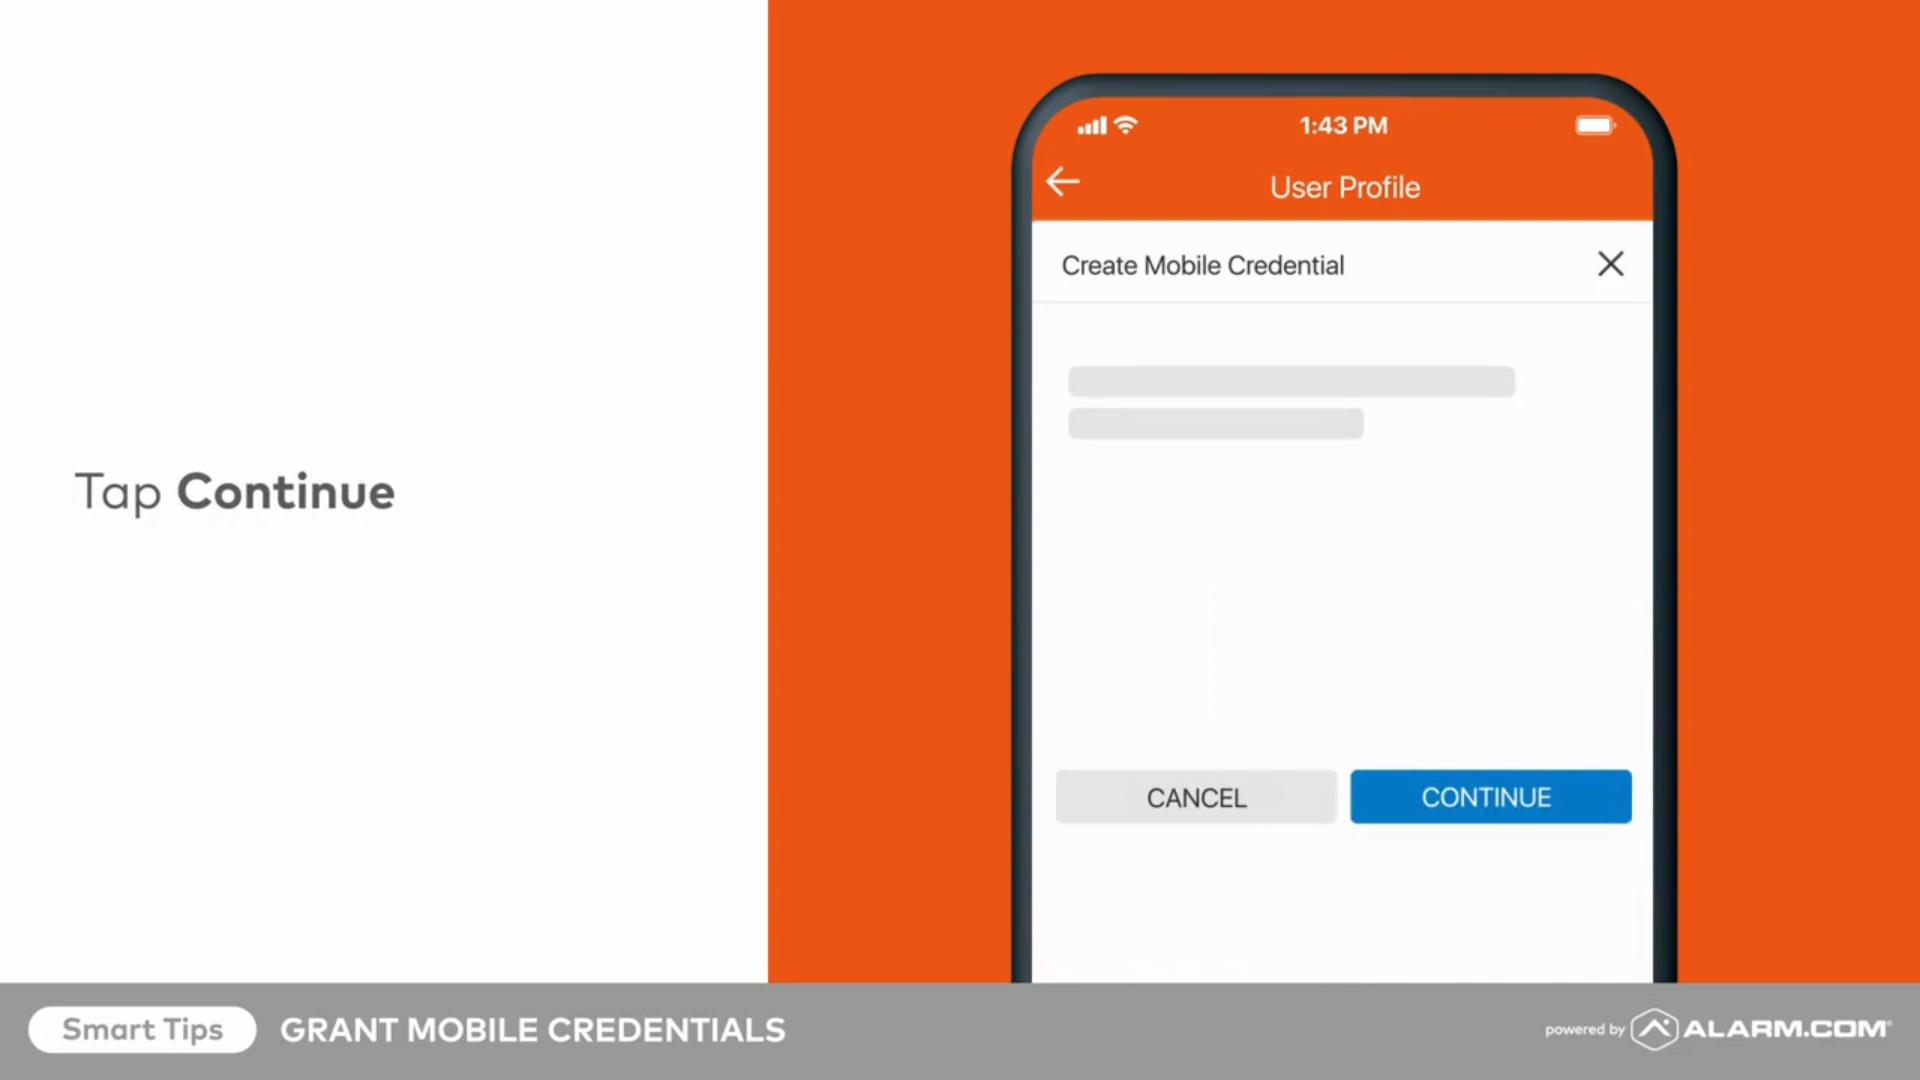 Tap Continue
1:43 PM
User Profile
Create Mobile Credential
CANCEL
CONTINUE
Smart Tips
GRANT MOBILE CREDENTIALS
powered by ALARM.COM®